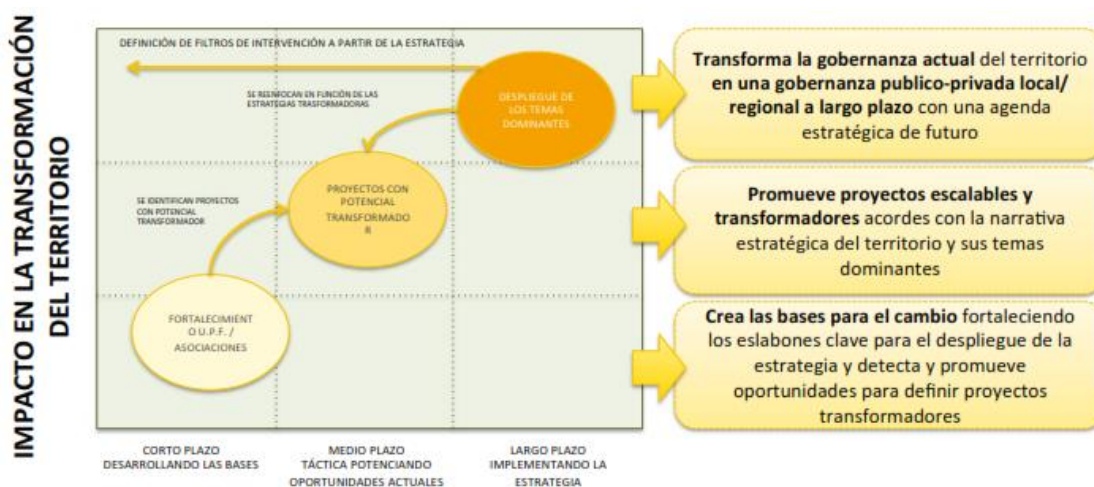 IMPACTO EN LA TRANSFORMACIÓN
DEL TERRITORIO
DEFINICIÓN DE FILTROS DE INTERVENCIÓN A PARTIR DE LA ESTRATEGIA
SE REENFOCAN EN FUNCIÓN DE LAS
ESTRATEGIAS TRASFORMADORAS
DESPLIEGUE DE
LOS TEMAS
DOMINANTES
SE IDENTIFICAN PROYECTOS
CON POTENCIAL
TRANSFORMADOR
PROYECTOS CON
POTENCIAL
TRANSFORMADO
R
FORTALECIMIENT
O U.P.F. /
ASOCIACIONES
CORTO PLAZO
DESARROLLANDO LAS BASES
MEDIO PLAZO
TÁCTICA POTENCIANDO
OPORTUNIDADES ACTUALES
LARGO PLAZO
IMPLEMENTANDO LA
ESTRATEGIA
Transforma la gobernanza actual del territorio
en una gobernanza publico-privada local/
regional a largo plazo con una agenda
estratégica de futuro
Promueve proyectos escalables y
transformadores acordes con la narrativa
estratégica del territorio y sus temas
dominantes
Crea las bases para el cambio fortaleciendo
los eslabones clave para el despliegue de la
estrategia y detecta y promueve
oportunidades para definir proyectos
transformadores